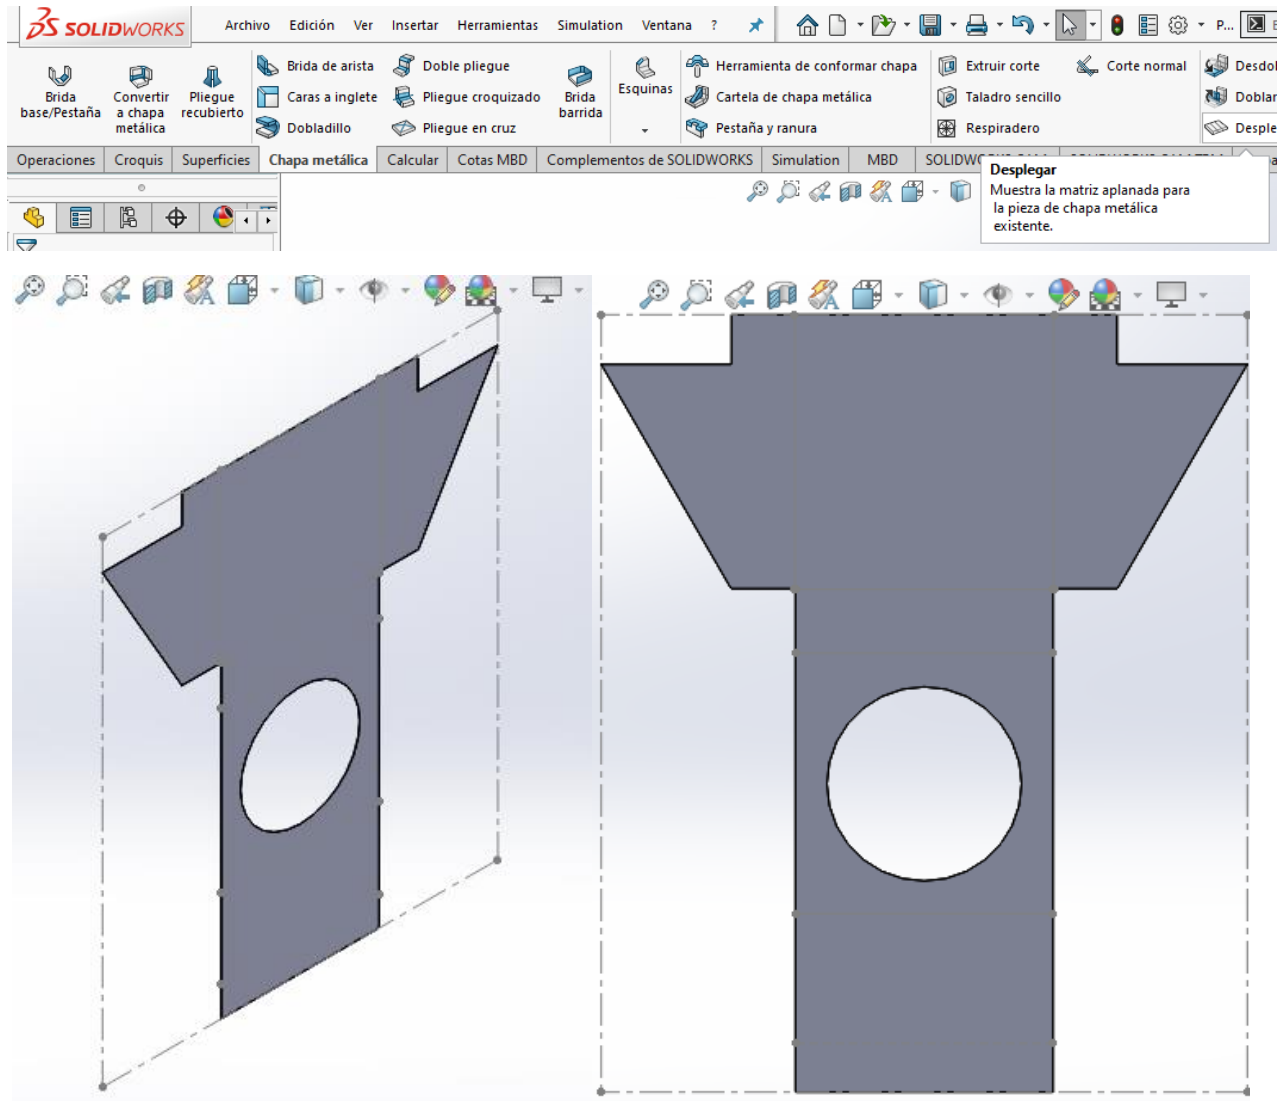 SOLIDWORKS Archivo Edición Ver Insertar Herramientas Simulation Ventana ? P...
Brida base/Pestaña
Convertir a chapa metálica
Pliegue recubierto
Brida de arista
Caras a inglete
Dobladillo
Doble pliegue
Pliegue croquizado
Pliegue en cruz
Brida barrida
Esquinas
Herramienta de conformar chapa
Cartela de chapa metálica
Pestaña y ranura
Extruir corte
Taladro sencillo
Respiradero
Corte normal
Desdol
Doblar
Desple
Operaciones Croquis Superficies Chapa metálica Calcular Cotas MBD Complementos de SOLIDWORKS Simulation MBD
Desplegar
Muestra la matriz aplanada para
la pieza de chapa metálica
existente.